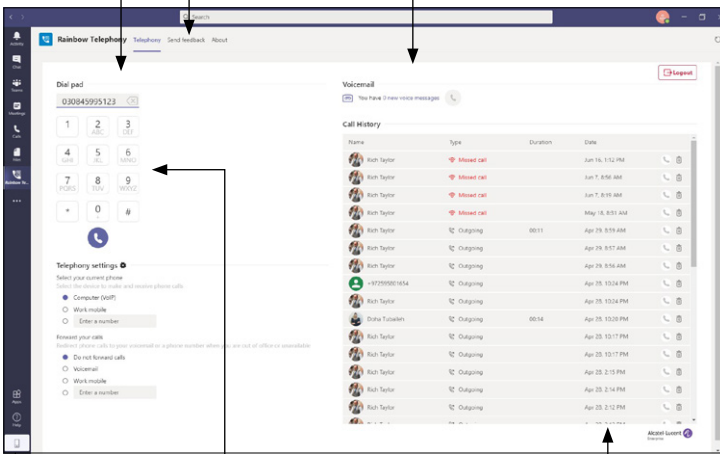 Search
Activity
Chat
Teams
Meetings
Calls
Files
Rainbow Te...
Apps
Help
Rainbow Telephony Telephony Send feedback About
Logout
Dial pad
030845995123
1 2 ABC 3 DEF
4 GHI 5 JKL 6 MNO
7 PQRS 8 TUV 9 WXYZ
* 0 + #
Telephony settings
Select your current phone
Select the device to make and receive phone calls.
Computer (VoIP)
Work mobile
Enter a number
Forward your calls
Redirect phone calls to your voicemail or a phone number when you are out of office or unavailable
Do not forward calls
Voicemail
Work mobile
Enter a number
Voicemail
You have 0 new voice messages
Call History
Name Type Duration Date
Rich Taylor Missed call Jun 16, 1:12 PM
Rich Taylor Missed call Jun 7, 8:56 AM
Rich Taylor Missed call Jun 7, 8:55 AM
Rich Taylor Missed call May 18, 8:51 AM
Rich Taylor Outgoing 00:11 Apr 29, 8:59 AM
Rich Taylor Outgoing Apr 29, 8:57 AM
Rich Taylor Outgoing Apr 29, 8:56 AM
+972595001654 Outgoing Apr 28, 10:24 PM
Rich Taylor Outgoing Apr 28, 10:24 PM
Doha Tubaileh Outgoing 00:14 Apr 28, 10:20 PM
Rich Taylor Outgoing Apr 28, 10:17 PM
Rich Taylor Outgoing Apr 28, 10:17 PM
Rich Taylor Outgoing Apr 28, 2:15 PM
Rich Taylor Outgoing Apr 28, 2:14 PM
Rich Taylor Outgoing Apr 28, 2:12 PM
Alcatel·Lucent
Enterprise